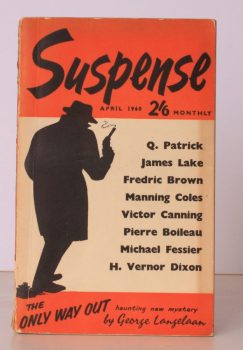 Suspense
APRIL 1960 2'6 MONTHLY
Q. Patrick
James Lake
Fredric Brown
Manning Coles
Victor Canning
Pierre Boileau
Michael Fessier
H. Vernor Dixon
THE
ONLY WAY OUT haunting new mystery
by George Langelaan